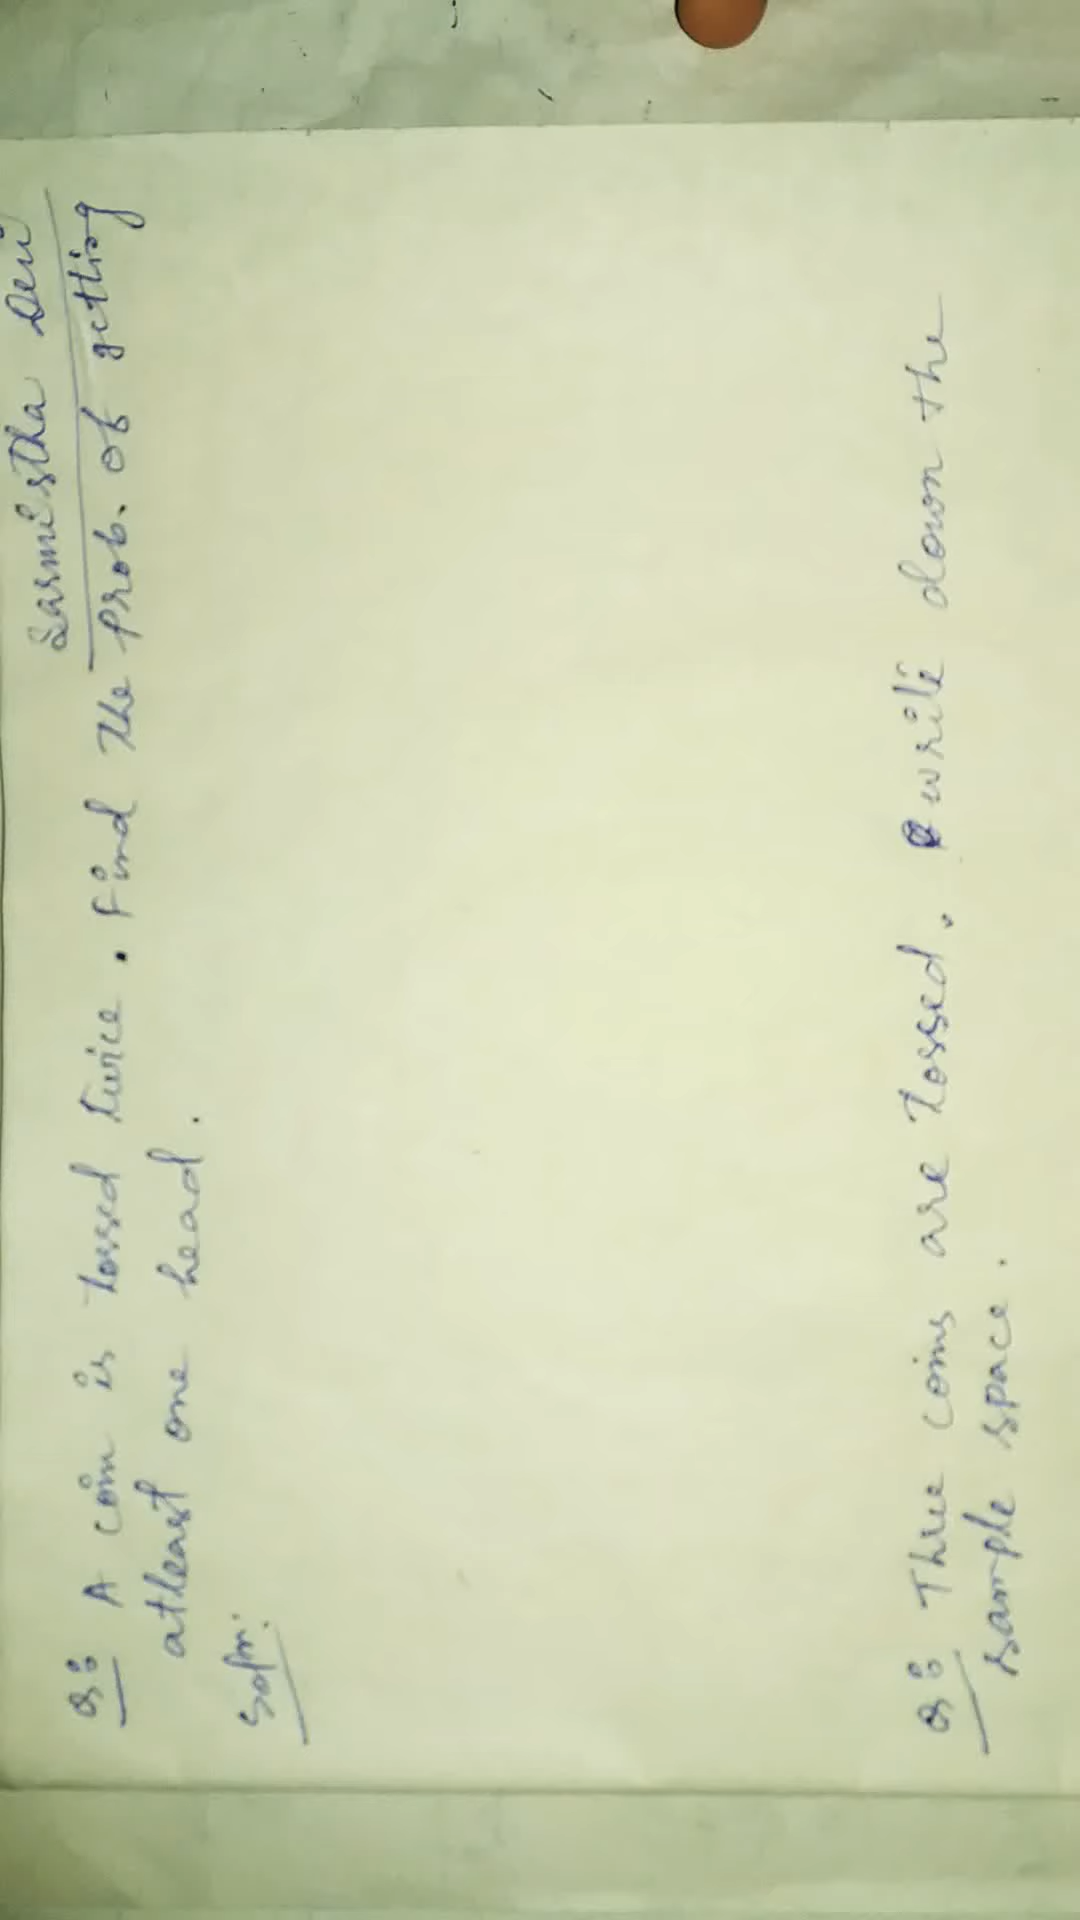 Sarmistha Devi
Q: A coin is tossed twice. Find the prob. of getting
atleast one head.
Soln:
Q: Three coins are tossed. write down the
sample space.